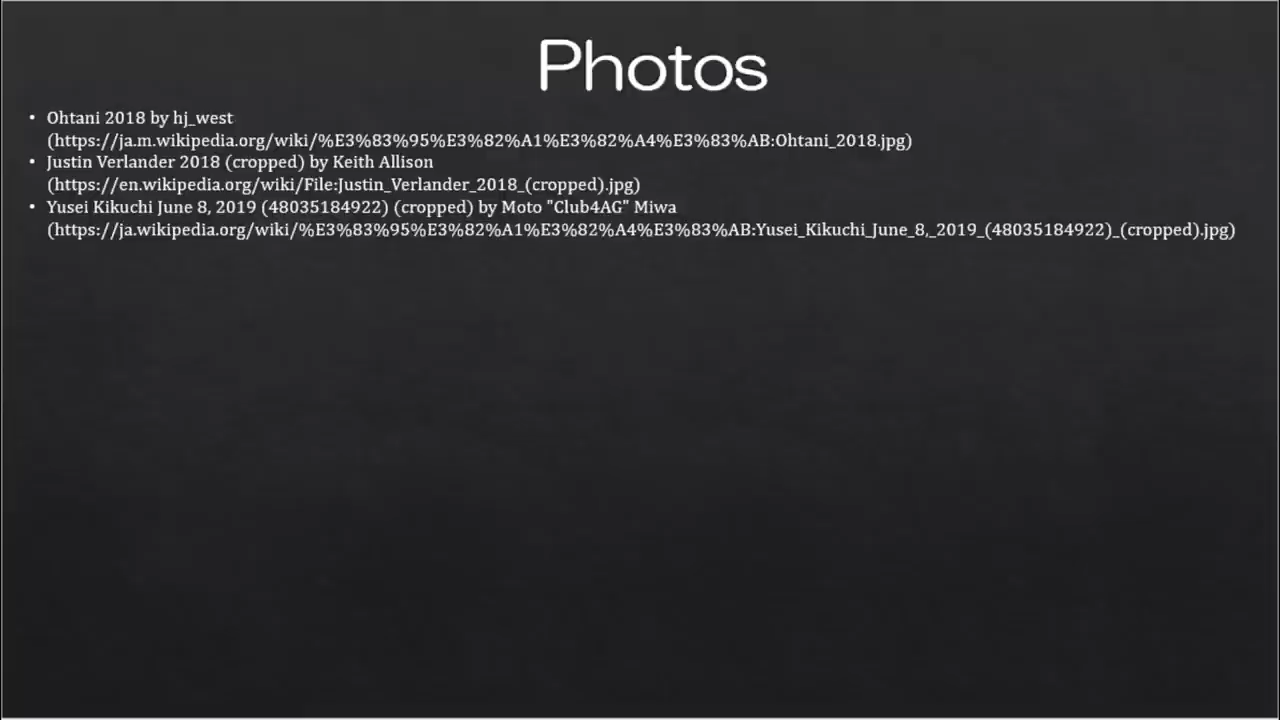 Photos
• Ohtani 2018 by hj_west
(https://ja.m.wikipedia.org/wiki/%E3%83%95%E3%82%A1%E3%82%A4%E3%83%AB:Ohtani_2018.jpg)
• Justin Verlander 2018 (cropped) by Keith Allison
(https://en.wikipedia.org/wiki/File:Justin_Verlander_2018_(cropped).jpg)
• Yusei Kikuchi June 8, 2019 (48035184922) (cropped) by Moto "Club4AG" Miwa
(https://ja.wikipedia.org/wiki/%E3%83%95%E3%82%A1%E3%82%A4%E3%83%AB:Yusei_Kikuchi_June_8,_2019_(48035184922)_(cropped).jpg)